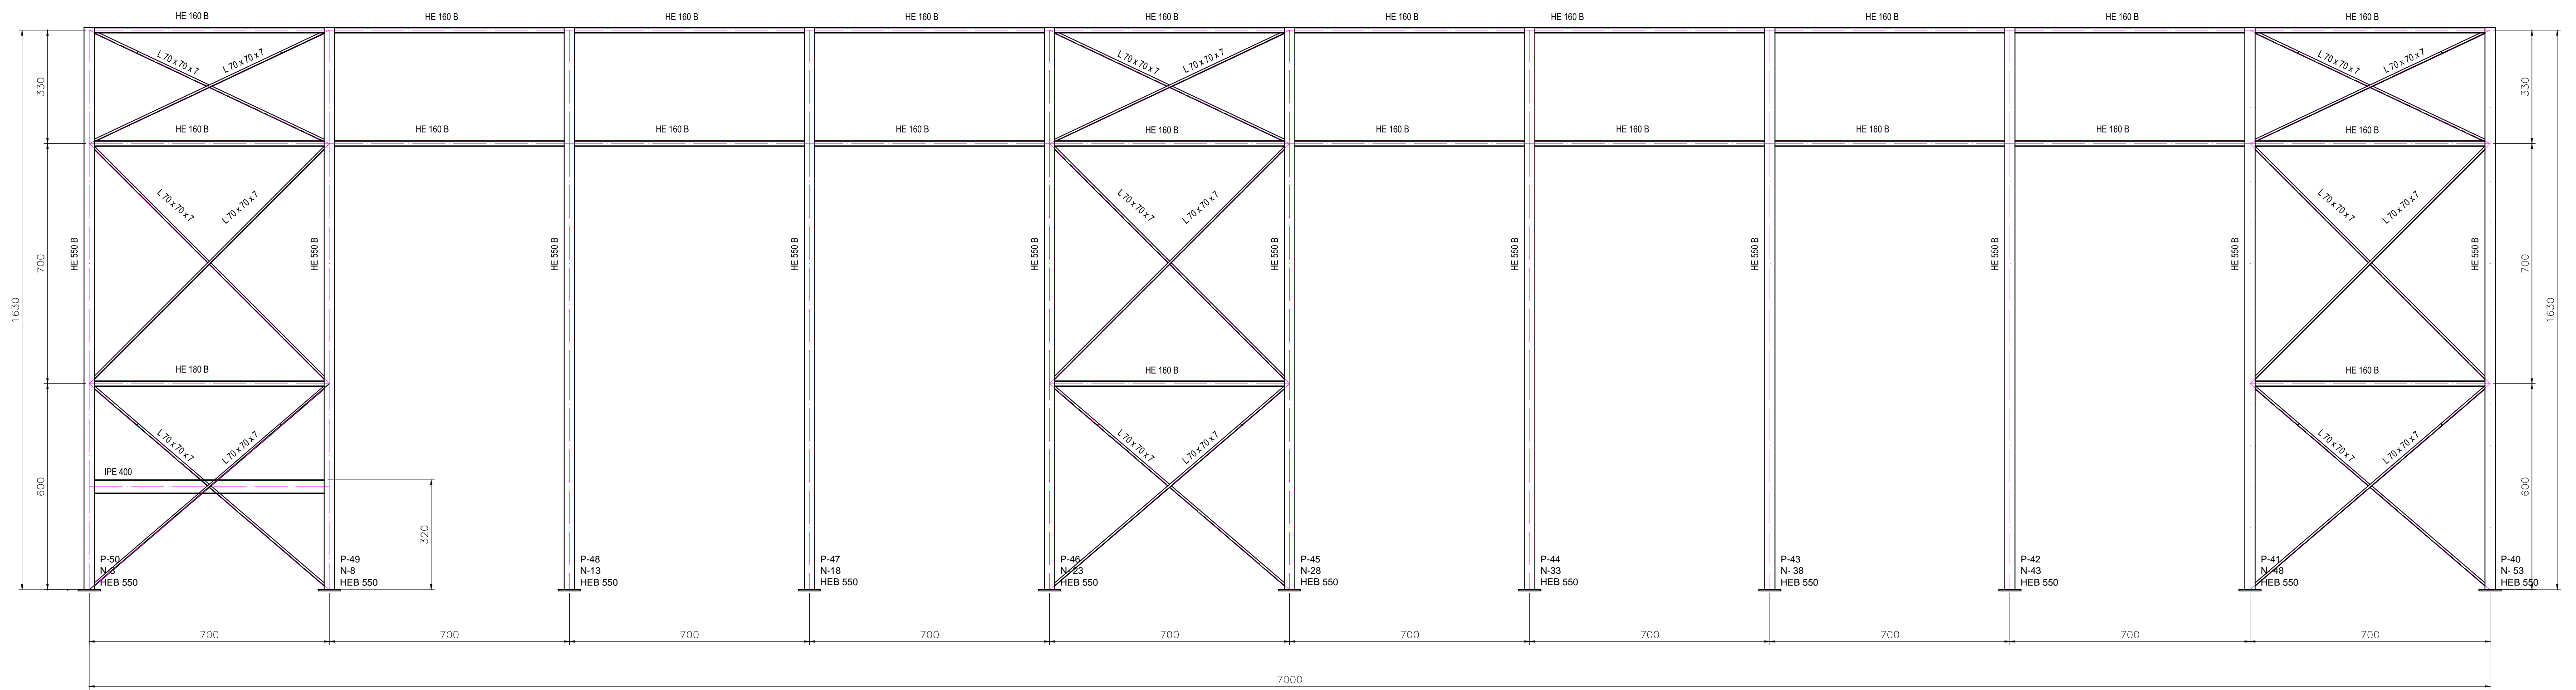 HE 160 B
HE 160 B
HE 160 B
HE 160 B
HE 160 B
HE 160 B
HE 160 B
HE 160 B
HE 160 B
HE 160 B
L 70 x 70 x 7
L 70 x 70 x 7
L 70 x 70 x 7
L 70 x 70 x 7
L 70 x 70 x 7
L 70 x 70 x 7
330
330
HE 160 B
HE 160 B
HE 160 B
HE 160 B
HE 160 B
HE 160 B
HE 160 B
HE 160 B
HE 160 B
HE 160 B
L 70 x 70 x 7
L 70 x 70 x 7
L 70 x 70 x 7
L 70 x 70 x 7
L 70 x 70 x 7
L 70 x 70 x 7
1630
700
HE 550 B
HE 550 B
HE 550 B
HE 550 B
HE 550 B
HE 550 B
HE 550 B
HE 550 B
HE 550 B
HE 550 B
HE 550 B
700
1630
HE 180 B
HE 160 B
HE 160 B
L 70 x 70 x 7
L 70 x 70 x 7
L 70 x 70 x 7
L 70 x 70 x 7
L 70 x 70 x 7
L 70 x 70 x 7
IPE 400
600
320
600
P-50
N-3
HEB 550
P-49
N-8
HEB 550
P-48
N-13
HEB 550
P-47
N-18
HEB 550
P-46
N- 23
HEB 550
P-45
N-28
HEB 550
P-44
N-33
HEB 550
P-43
N- 38
HEB 550
P-42
N-43
HEB 550
P-41
N- 48
HEB 550
P-40
N- 53
HEB 550
700
700
700
700
700
700
700
700
700
700
7000